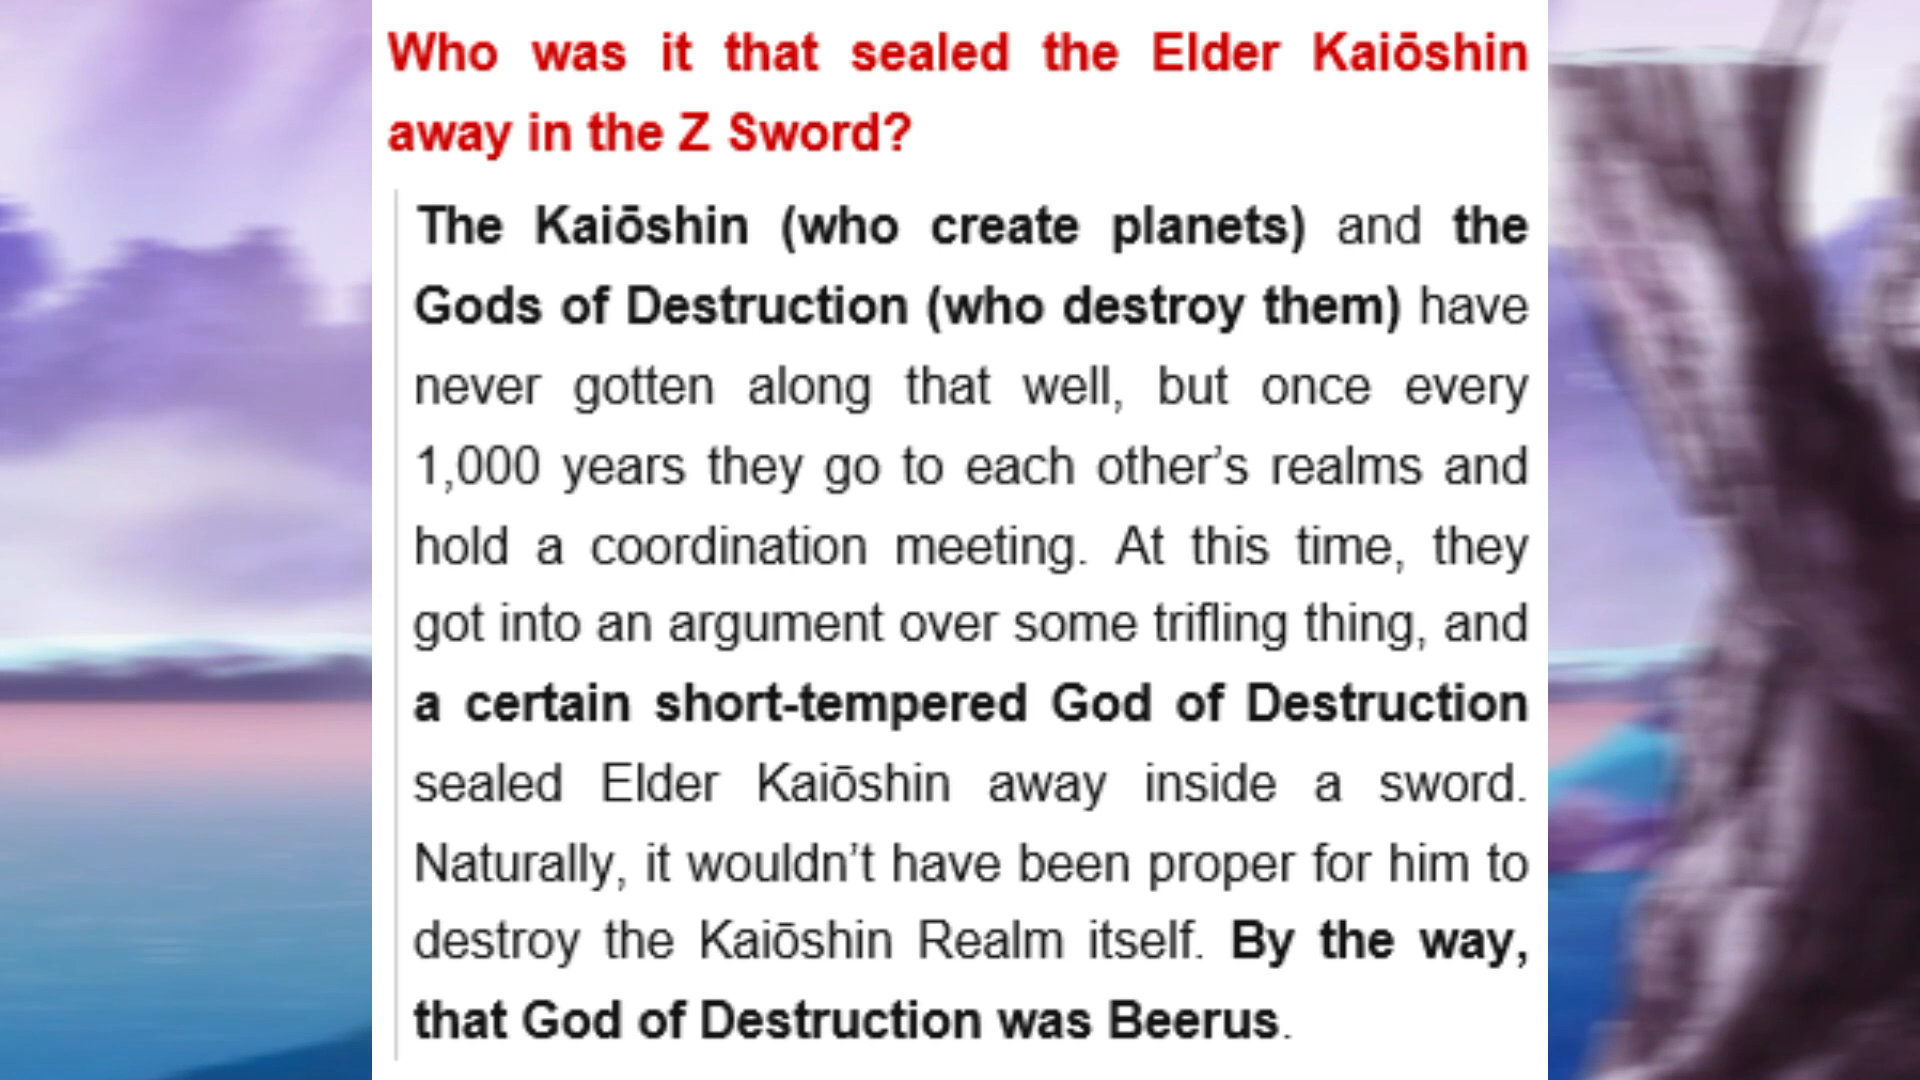 Who was it that sealed the Elder Kaiōshin
away in the Z Sword?
The Kaiōshin (who create planets) and the
Gods of Destruction (who destroy them) have
never gotten along that well, but once every
1,000 years they go to each other’s realms and
hold a coordination meeting. At this time, they
got into an argument over some trifling thing, and
a certain short-tempered God of Destruction
sealed Elder Kaiōshin away inside a sword.
Naturally, it wouldn’t have been proper for him to
destroy the Kaiōshin Realm itself. By the way,
that God of Destruction was Beerus.